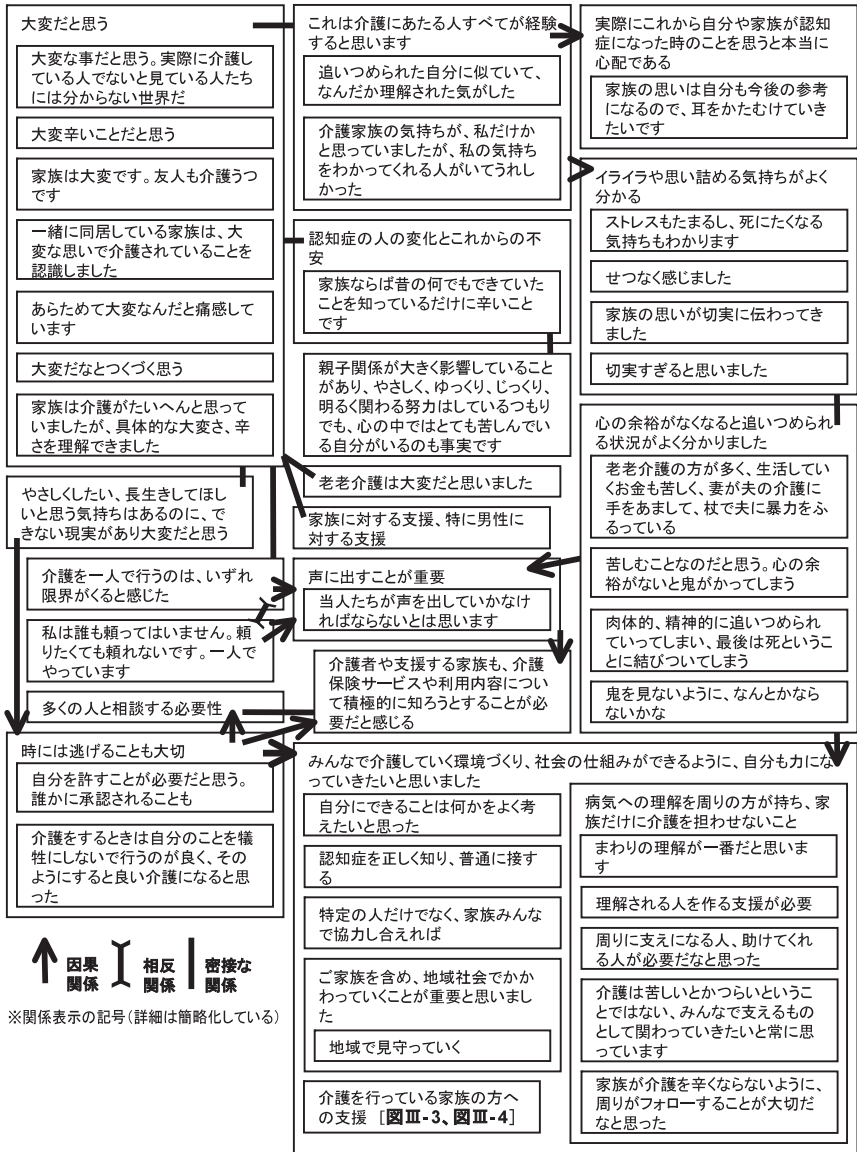 大変だと思う
大変な事だと思う。実際に介護し
ている人でないと見ている人たち
には分からない世界だ
大変辛いことだと思う
家族は大変です。友人も介護うつ
です
一緒に同居している家族は、大
変な思いで介護されていることを
認識しました
あらためて大変なんだと痛感して
います
大変だなとつくづく思う
家族は介護がたいへんと思って
いましたが、具体的な大変さ、辛
さを理解できました
やさしくしたい、長生きしてほし
いと思う気持ちはあるのに、で
きない現実があり大変だと思う
介護を一人で行うのは、いずれ
限界がくると感じた
私は誰も頼ってはいません。頼
りたくても頼れないです。一人で
やっています
多くの人と相談する必要性
時には逃げることも大切
自分を許すことが必要だと思う。
誰かに承認されることも
介護をするときは自分のことを犠
牲にしないで行うのが良く、その
ようにすると良い介護になると思
った
これは介護にあたる人すべてが経験
すると思います
追いつめられた自分に似ていて、
なんだか理解された気がした
介護家族の気持ちが、私だけか
と思っていましたが、私の気持ち
をわかってくれる人がいてうれし
かった
認知症の人の変化とこれからの不
安
家族ならば昔の何でもできていた
ことを知っているだけに辛いこと
です
親子関係が大きく影響していること
があり、やさしく、ゆっくり、じっくり、
明るく関わる努力はしているつもり
でも、心の中ではとても苦しんでい
る自分がいるのも事実です
老老介護は大変だと思いました
家族に対する支援、特に男性に
対する支援
声に出すことが重要
当人たちが声を出していかなけ
ればならないとは思います
介護者や支援する家族も、介護
保険サービスや利用内容につい
て積極的に知ろうとすることが必
要だと感じる
実際にこれから自分や家族が認知
症になった時のことを思うと本当に
心配である
家族の思いは自分も今後の参考
になるので、耳をかたむけていき
たいです
イライラや思い詰める気持ちがよく
分かる
ストレスもたまるし、死にたくなる
気持ちもわかります
せつなく感じました
家族の思いが切実に伝わってき
ました
切実すぎると思いました
心の余裕がなくなると追いつめられ
る状況がよく分かりました
老老介護の方が多く、生活してい
くお金も苦しく、妻が夫の介護に
手をあまして、杖で夫に暴力をふ
るっている
苦しむことなのだと思う。心の余
裕がないと鬼がかってしまう
肉体的、精神的に追いつめられ
ていってしまい、最後は死というこ
とに結びついてしまう
鬼を見ないように、なんとかなら
ないかな
みんなで介護していく環境づくり、社会の仕組みができるように、自分も力にな
っていきたいと思いました
自分にできることは何かをよく考
えたいと思った
認知症を正しく知り、普通に接す
る
特定の人だけでなく、家族みんな
で協力し合えれば
ご家族を含め、地域社会でかか
わっていくことが重要と思いまし
た
地域で見守っていく
介護を行っている家族の方へ
の支援 [図Ⅲ-3、図Ⅲ-4]
病気への理解を周りの方が持ち、家
族だけに介護を担わせないこと
まわりの理解が一番だと思いま
す
理解される人を作る支援が必要
周りに支えになる人、助けてくれ
る人が必要だなと思った
介護は苦しいとかつらいというこ
とではない、みんなで支えるもの
として関わっていきたいと常に思
っています
家族が介護を辛くならないように、
周りがフォローすることが大切だ
なと思った
因果
関係
相反
関係
密接な
関係
※関係表示の記号(詳細は簡略化している)